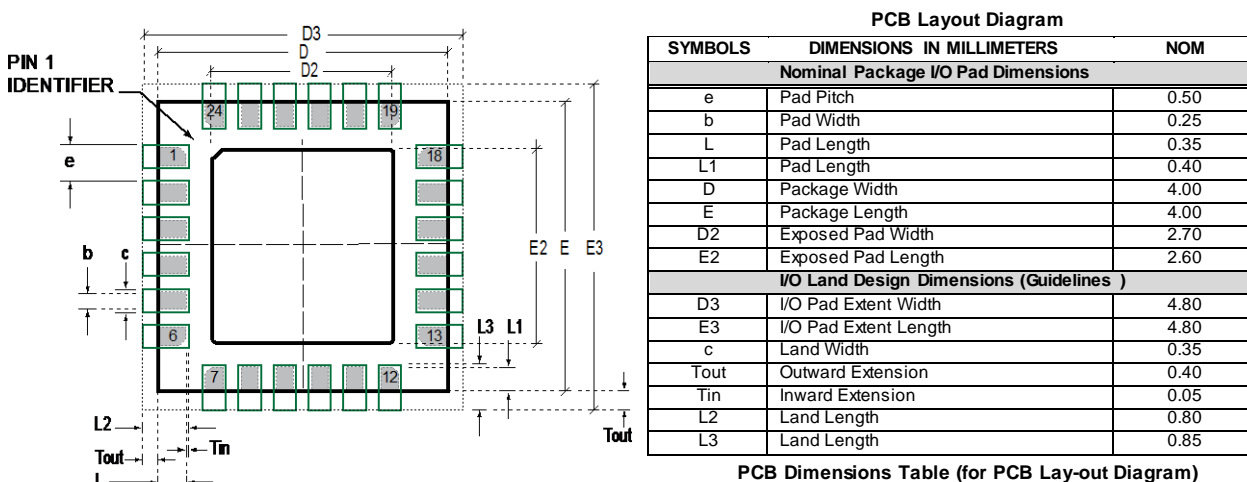 D3
D
D2
PIN 1
IDENTIFIER
24
19
1
18
e
E2
E
E3
b
c
6
13
L3
L1
7
12
L2
Tin
Tout
Tout
L
PCB Layout Diagram
SYMBOLS DIMENSIONS IN MILLIMETERS NOM
Nominal Package I/O Pad Dimensions
e Pad Pitch 0.50
b Pad Width 0.25
L Pad Length 0.35
L1 Pad Length 0.40
D Package Width 4.00
E Package Length 4.00
D2 Exposed Pad Width 2.70
E2 Exposed Pad Length 2.60
I/O Land Design Dimensions (Guidelines )
D3 I/O Pad Extent Width 4.80
E3 I/O Pad Extent Length 4.80
c Land Width 0.35
Tout Outward Extension 0.40
Tin Inward Extension 0.05
L2 Land Length 0.80
L3 Land Length 0.85
PCB Dimensions Table (for PCB Lay-out Diagram)